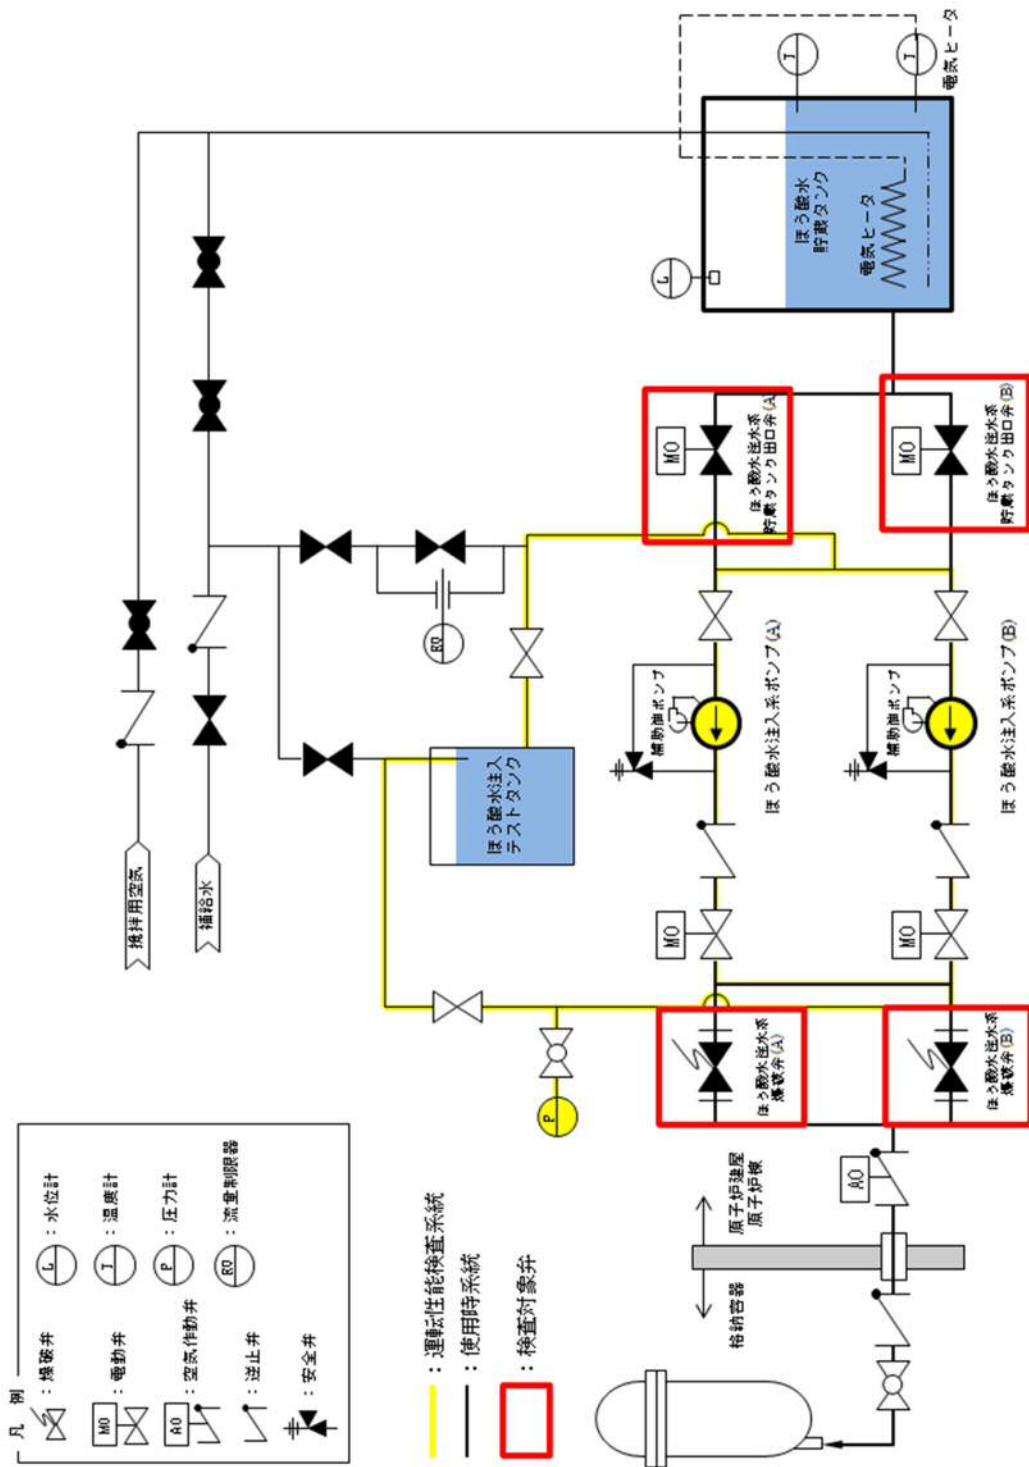 凡 例
: 爆破弁
MO
: 電動弁
AO
: 空気作動弁
: 逆止弁
: 安全弁
L
: 水位計
T
: 温度計
P
: 圧力計
RO
: 流量制限器
: 運転性能検査系統
: 使用時系統
: 検査対象弁
攪拌用空気
補給水
ほう酸水注入
テストタンク
RO
P
L
T
T
電気ヒータ
ほう酸水
貯蔵タンク
電気ヒータ
MO
ほう酸水注水系
貯蔵タンク出口弁(A)
MO
ほう酸水注水系
貯蔵タンク出口弁(B)
補助油ポンプ
ほう酸水注入系ポンプ(A)
補助油ポンプ
ほう酸水注入系ポンプ(B)
MO
MO
ほう酸水注水系
爆破弁(A)
ほう酸水注水系
爆破弁(B)
AO
原子炉建屋
原子炉棟
格納容器